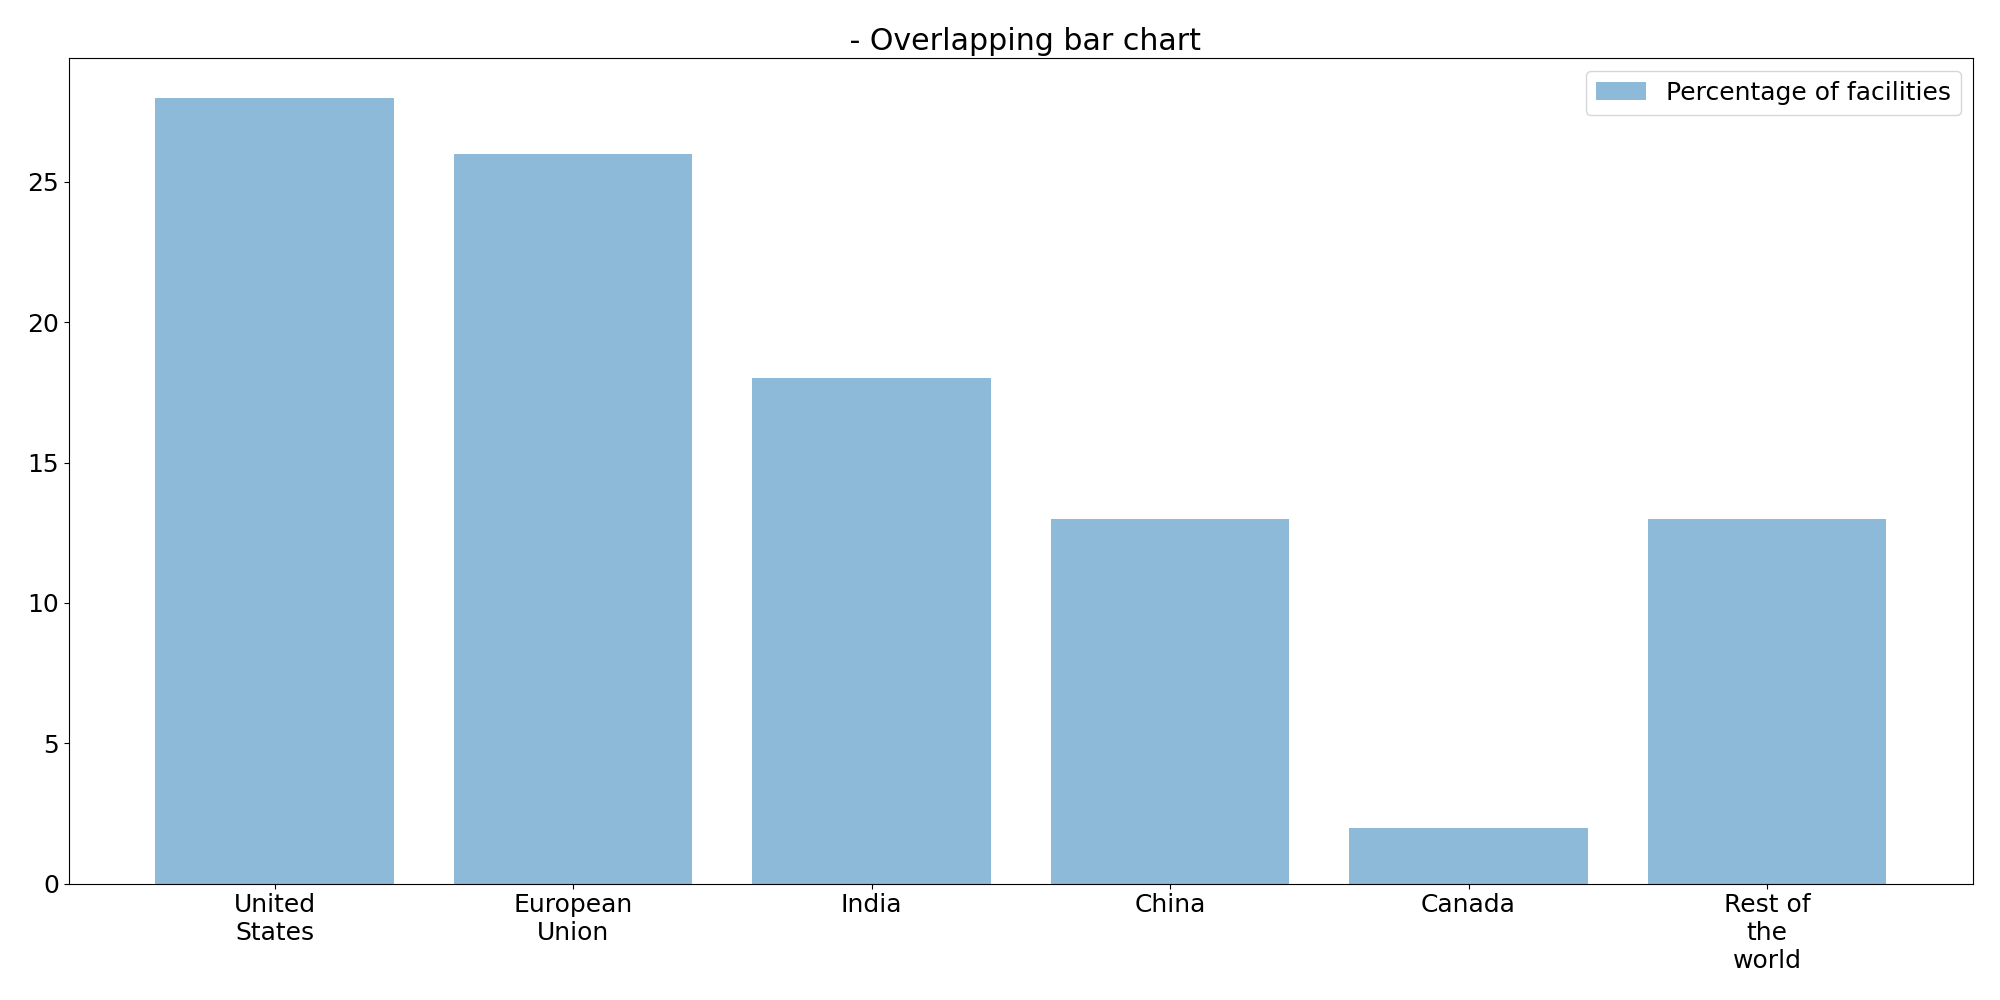 - Overlapping bar chart
Percentage of facilities
25
20
15
10
5
0
United
States
European
Union
India
China
Canada
Rest of
the
world